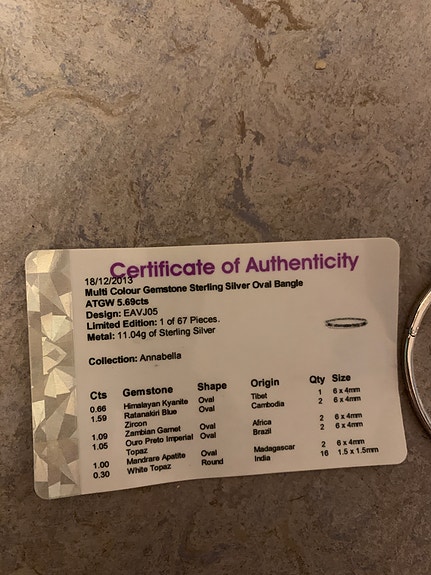 Certificate of Authenticity
18/12/2013
Multi Colour Gemstone Sterling Silver Oval Bangle
ATGW 5.69cts
Design: EAVJ05
Limited Edition: 1 of 67 Pieces.
Metal: 11.04g of Sterling Silver
Collection: Annabella
Cts Gemstone Shape Origin Qty Size
0.66 Himalayan Kyanite Oval Tibet 1 6 x 4mm
1.59 Ratanakiri Blue Zircon Oval Cambodia 2 6 x 4mm
1.09 Zambian Garnet Oval Africa 2 6 x 4mm
1.05 Ouro Preto Imperial Topaz Oval Brazil 2 6 x 4mm
1.00 Mandrare Apatite Oval Madagascar 2 6 x 4mm
0.30 White Topaz Round India 16 1.5 x 1.5mm